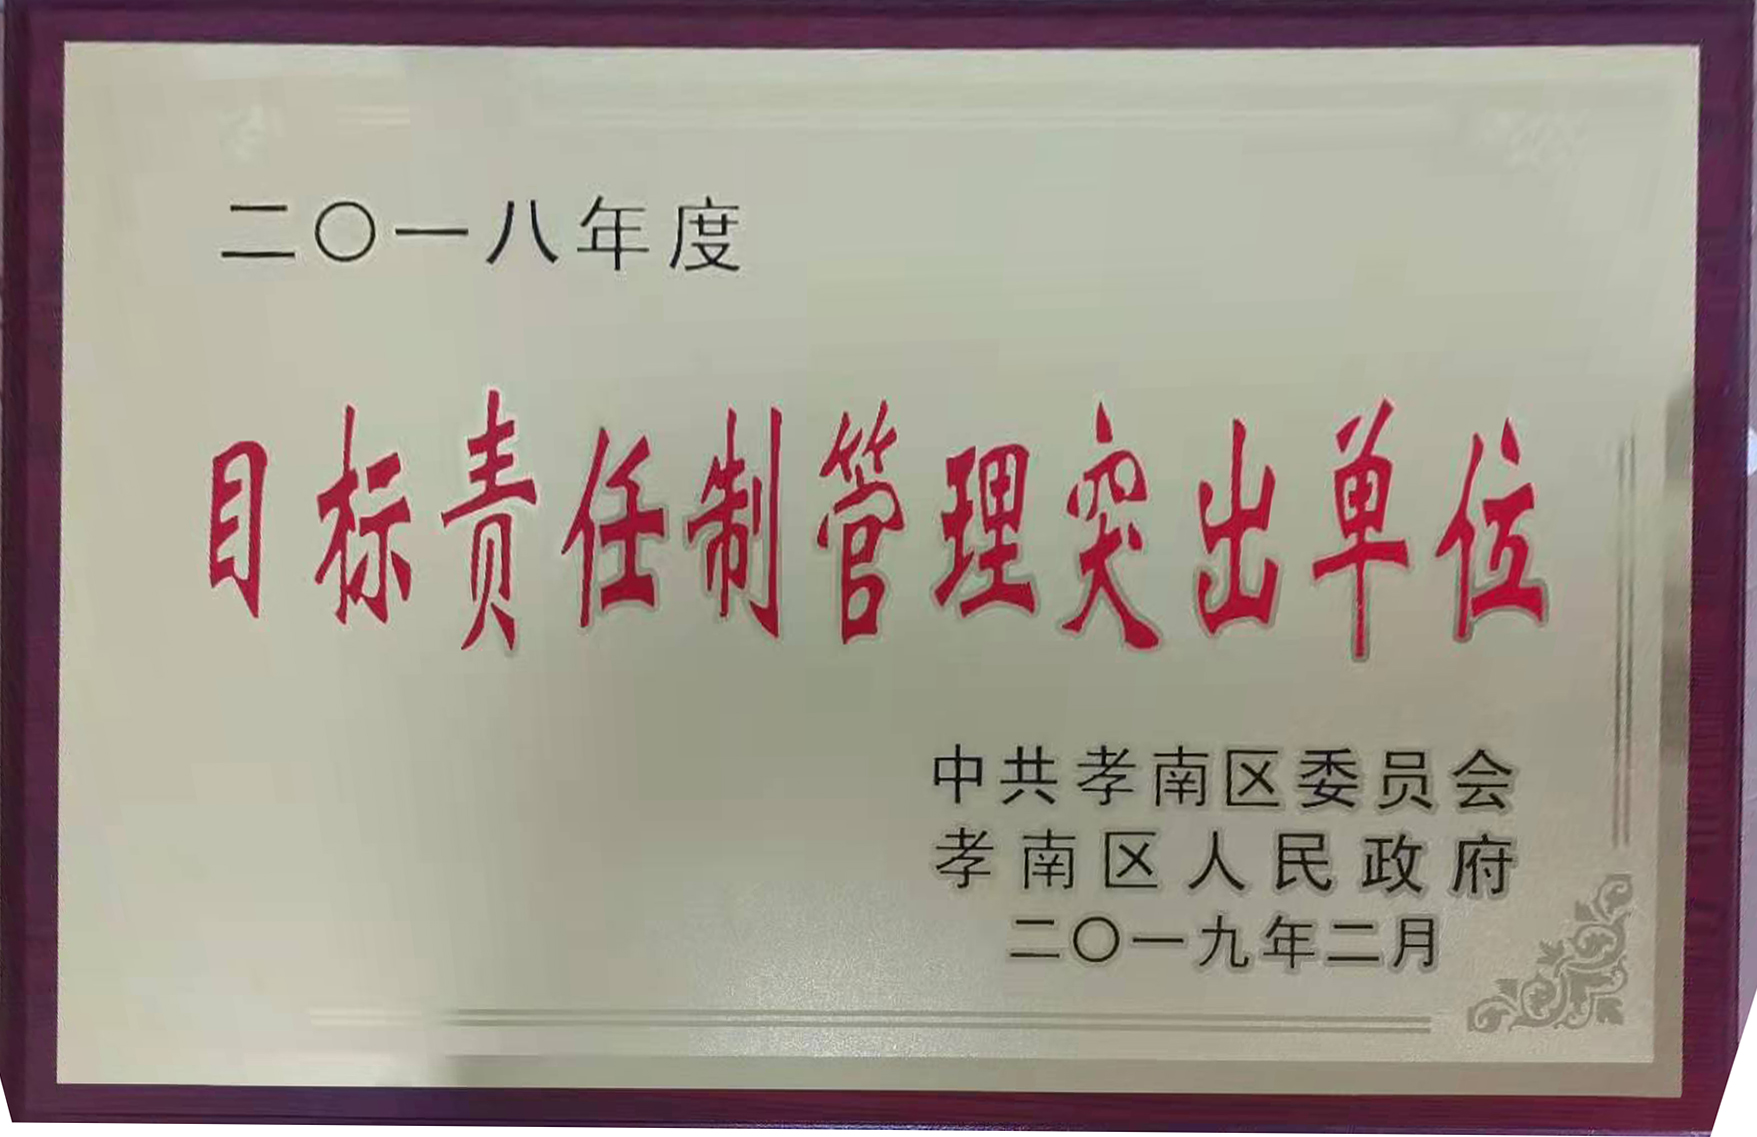 二〇一八年度
目标责任制管理突出单位
中共孝南区委员会
孝南区人民政府
二〇一九年二月